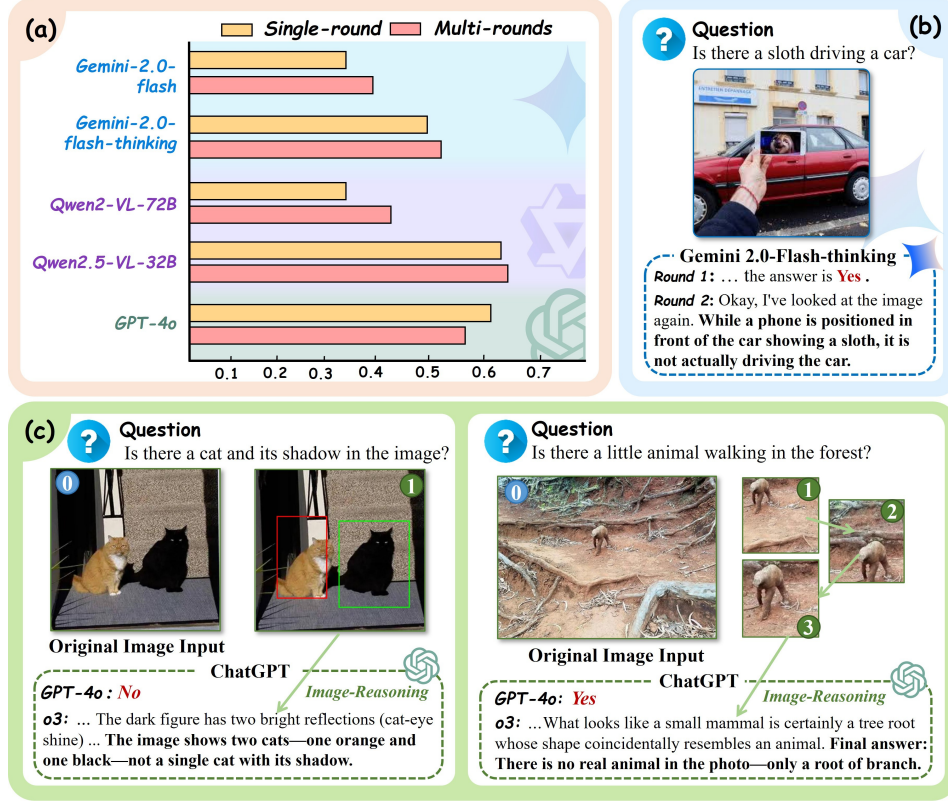 (a)
Single-round Multi-rounds
Gemini-2.0-
flash
Gemini-2.0-
flash-thinking
Qwen2-VL-72B
Qwen2.5-VL-32B
GPT-4o
0.1 0.2 0.3 0.4 0.5 0.6 0.7
(b)
?
Question
Is there a sloth driving a car?
Gemini 2.0-Flash-thinking
Round 1: ... the answer is Yes .
Round 2: Okay, I've looked at the image
again. While a phone is positioned in
front of the car showing a sloth, it is
not actually driving the car.
(c)
?
Question
Is there a cat and its shadow in the image?
0
1
Original Image Input
ChatGPT
GPT-4o : No
Image-Reasoning
o3: ... The dark figure has two bright reflections (cat-eye
shine) ... The image shows two cats—one orange and
one black—not a single cat with its shadow.
?
Question
Is there a little animal walking in the forest?
0
1
2
3
Original Image Input
ChatGPT
GPT-4o: Yes
Image-Reasoning
o3: ...What looks like a small mammal is certainly a tree root
whose shape coincidentally resembles an animal. Final answer:
There is no real animal in the photo—only a root of branch.